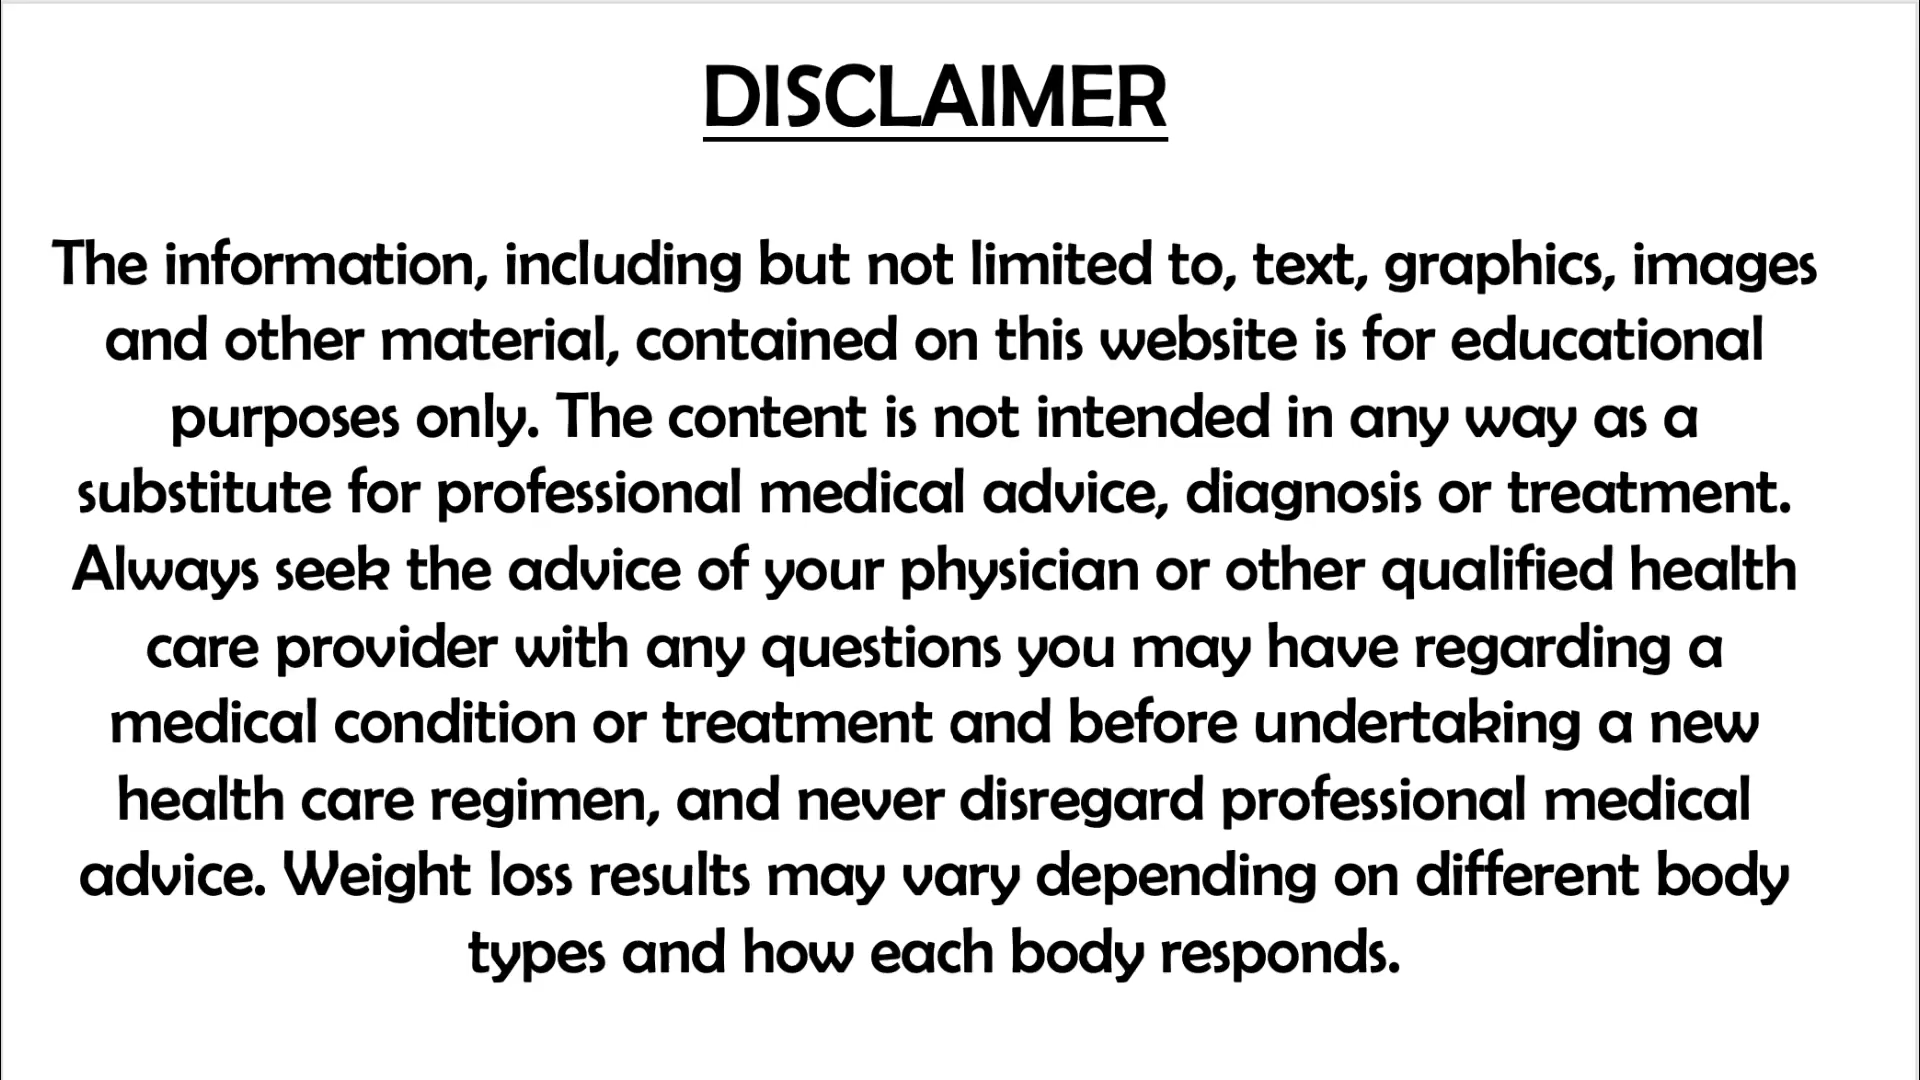 DISCLAIMER
The information, including but not limited to, text, graphics, images
and other material, contained on this website is for educational
purposes only. The content is not intended in any way as a
substitute for professional medical advice, diagnosis or treatment.
Always seek the advice of your physician or other qualified health
care provider with any questions you may have regarding a
medical condition or treatment and before undertaking a new
health care regimen, and never disregard professional medical
advice. Weight loss results may vary depending on different body
types and how each body responds.